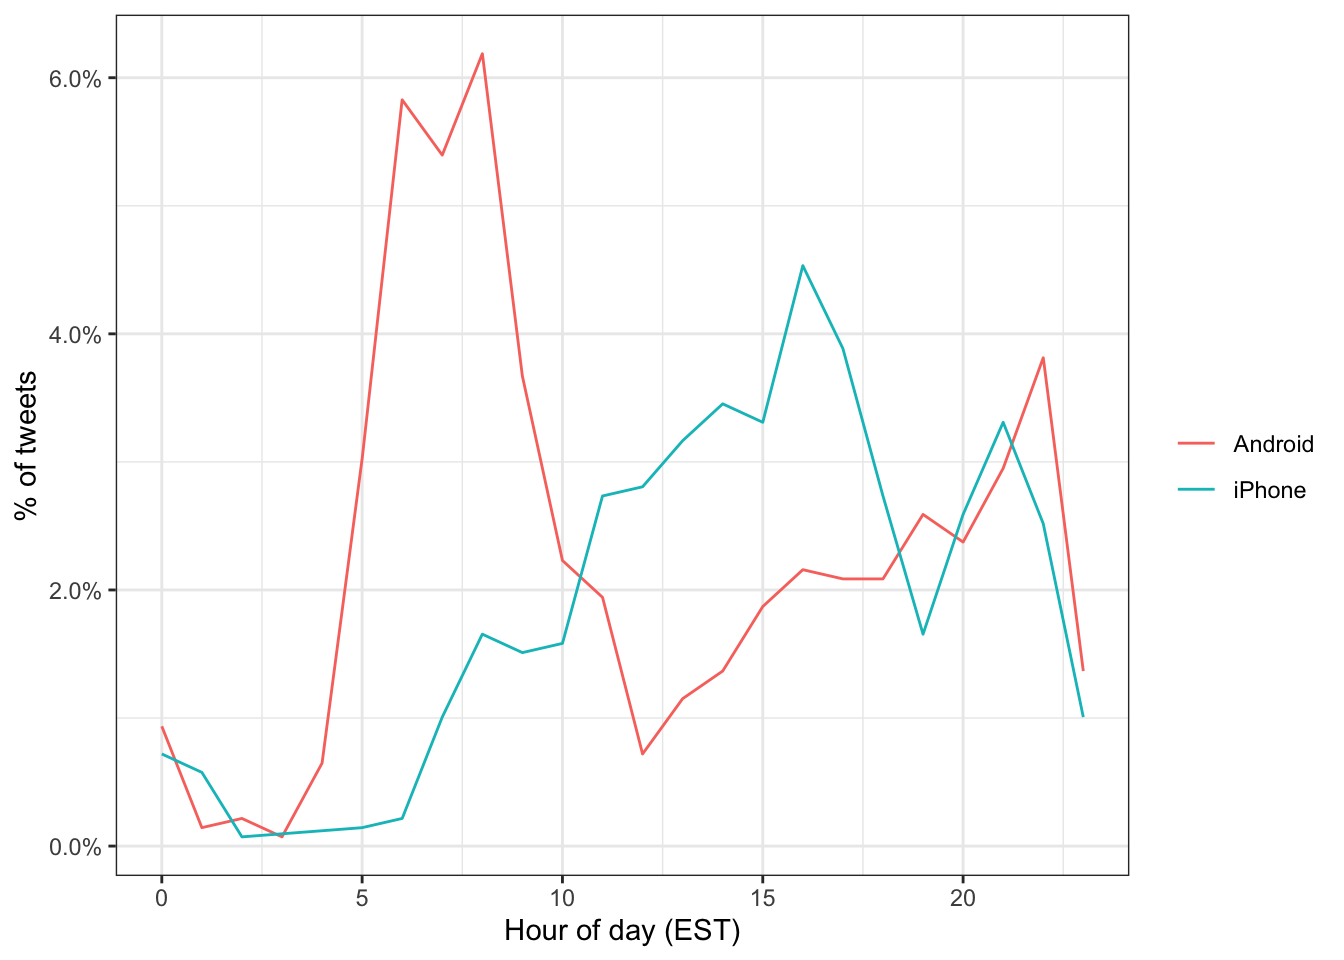 6.0%
4.0%
2.0%
0.0%
% of tweets
0 5 10 15 20
Hour of day (EST)
Android
iPhone